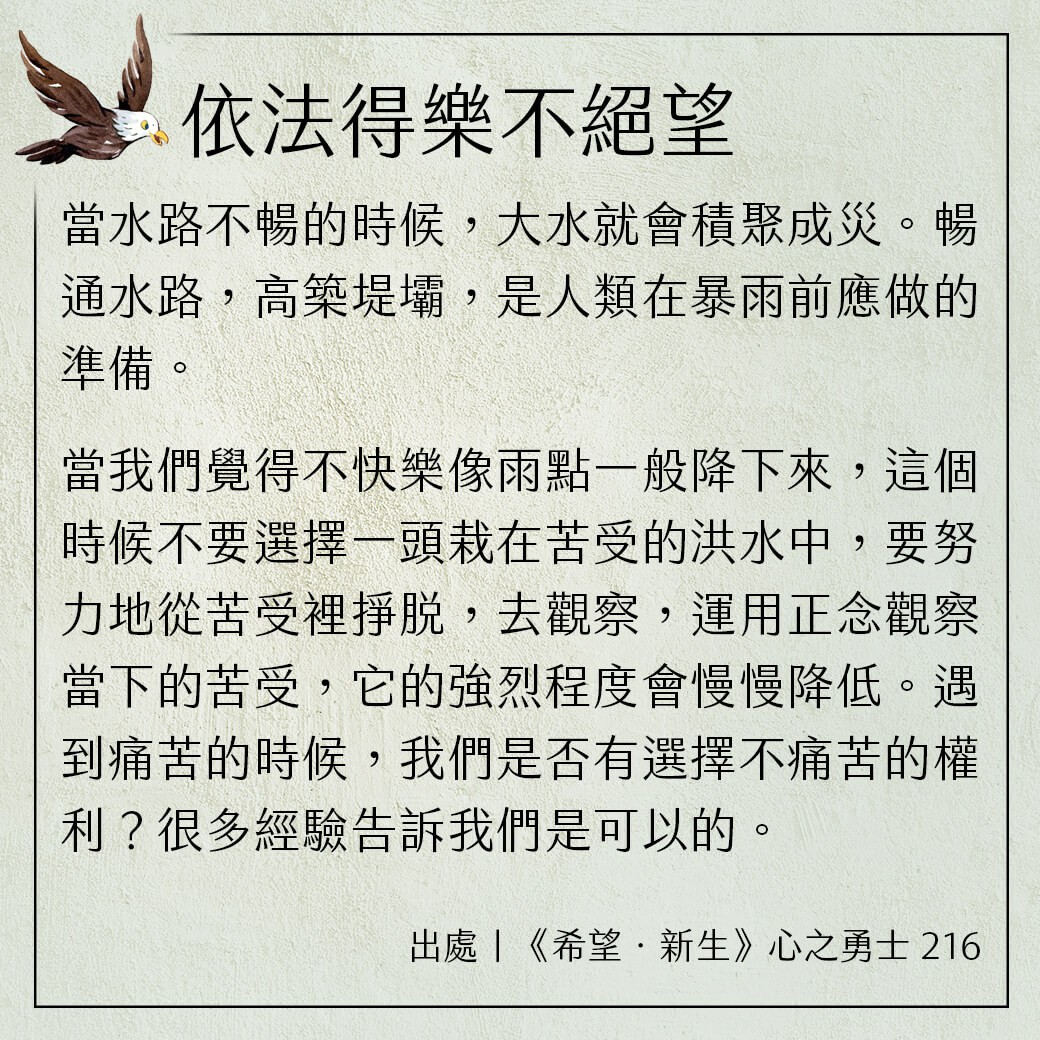 依法得樂不絕望
當水路不暢的時候，大水就會積聚成災。暢
通水路，高築堤壩，是人類在暴雨前應做的
準備。
當我們覺得不快樂像雨點一般降下來，這個
時候不要選擇一頭栽在苦受的洪水中，要努
力地從苦受裡掙脫，去觀察，運用正念觀察
當下的苦受，它的強烈程度會慢慢降低。遇
到痛苦的時候，我們是否有選擇不痛苦的權
利？很多經驗告訴我們是可以的。
出處｜《希望．新生》心之勇士 216